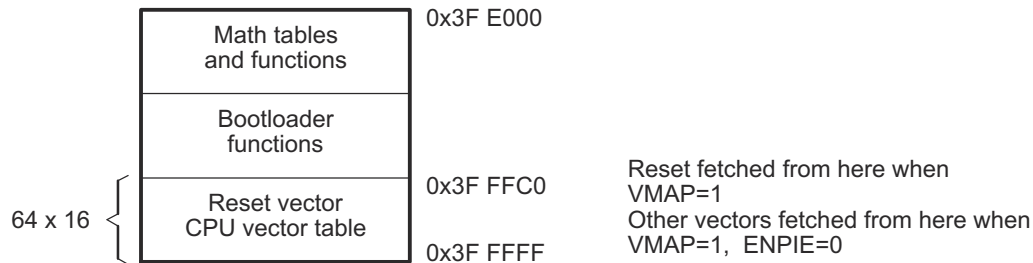 0x3F E000
Math tables
and functions
Bootloader
functions
0x3F FFC0
Reset fetched from here when
VMAP=1
64 x 16
Reset vector
CPU vector table
Other vectors fetched from here when
VMAP=1, ENPIE=0
0x3F FFFF